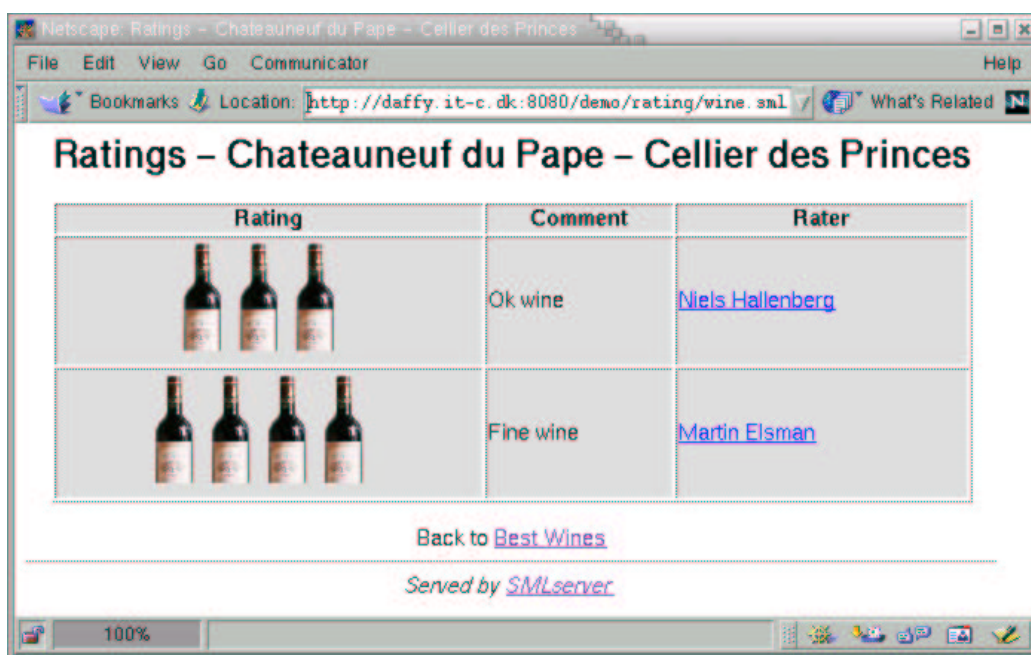 Netscape: Ratings – Chateauneuf du Pape – Cellier des Princes
File Edit View Go Communicator Help
Bookmarks Location: http://daffy.it-c.dk:8080/demo/rating/wine.sml What's Related N
Ratings – Chateauneuf du Pape – Cellier des Princes
Rating Comment Rater
Ok wine Niels Hallenberg
Fine wine Martin Elsman
Back to Best Wines
Served by SMLserver
100%